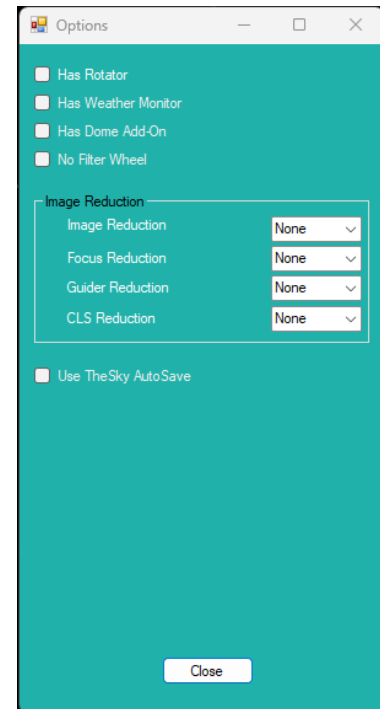 Options
Has Rotator
Has Weather Monitor
Has Dome Add-On
No Filter Wheel
Image Reduction
Image Reduction None
Focus Reduction None
Guider Reduction None
CLS Reduction None
Use TheSky AutoSave
Close